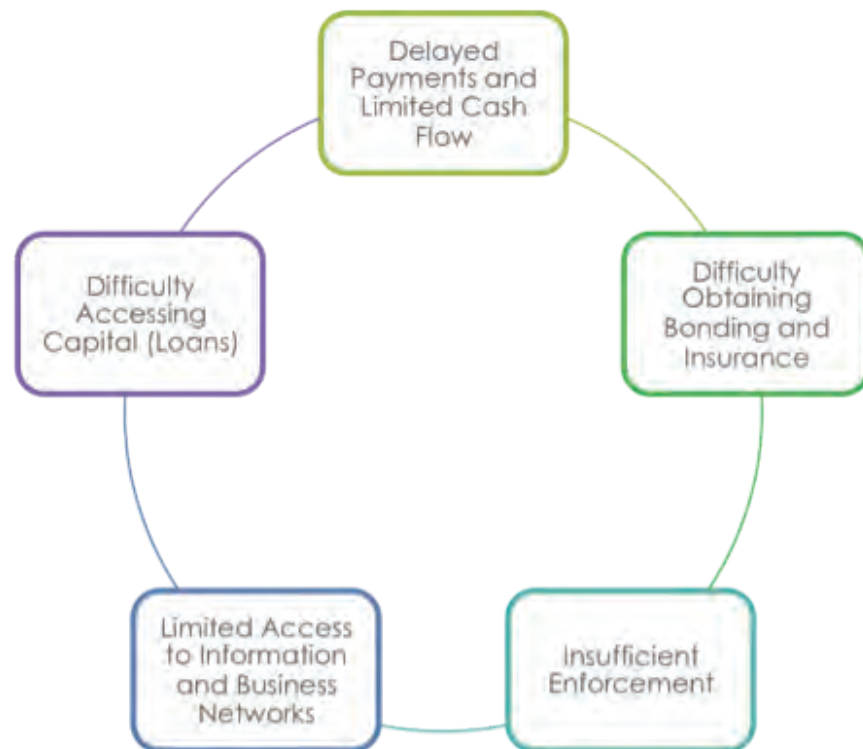 Delayed
Payments and
Limited Cash
Flow
Difficulty
Obtaining
Bonding and
Insurance
Insufficient
Enforcement
Limited Access
to Information
and Business
Networks
Difficulty
Accessing
Capital (Loans)